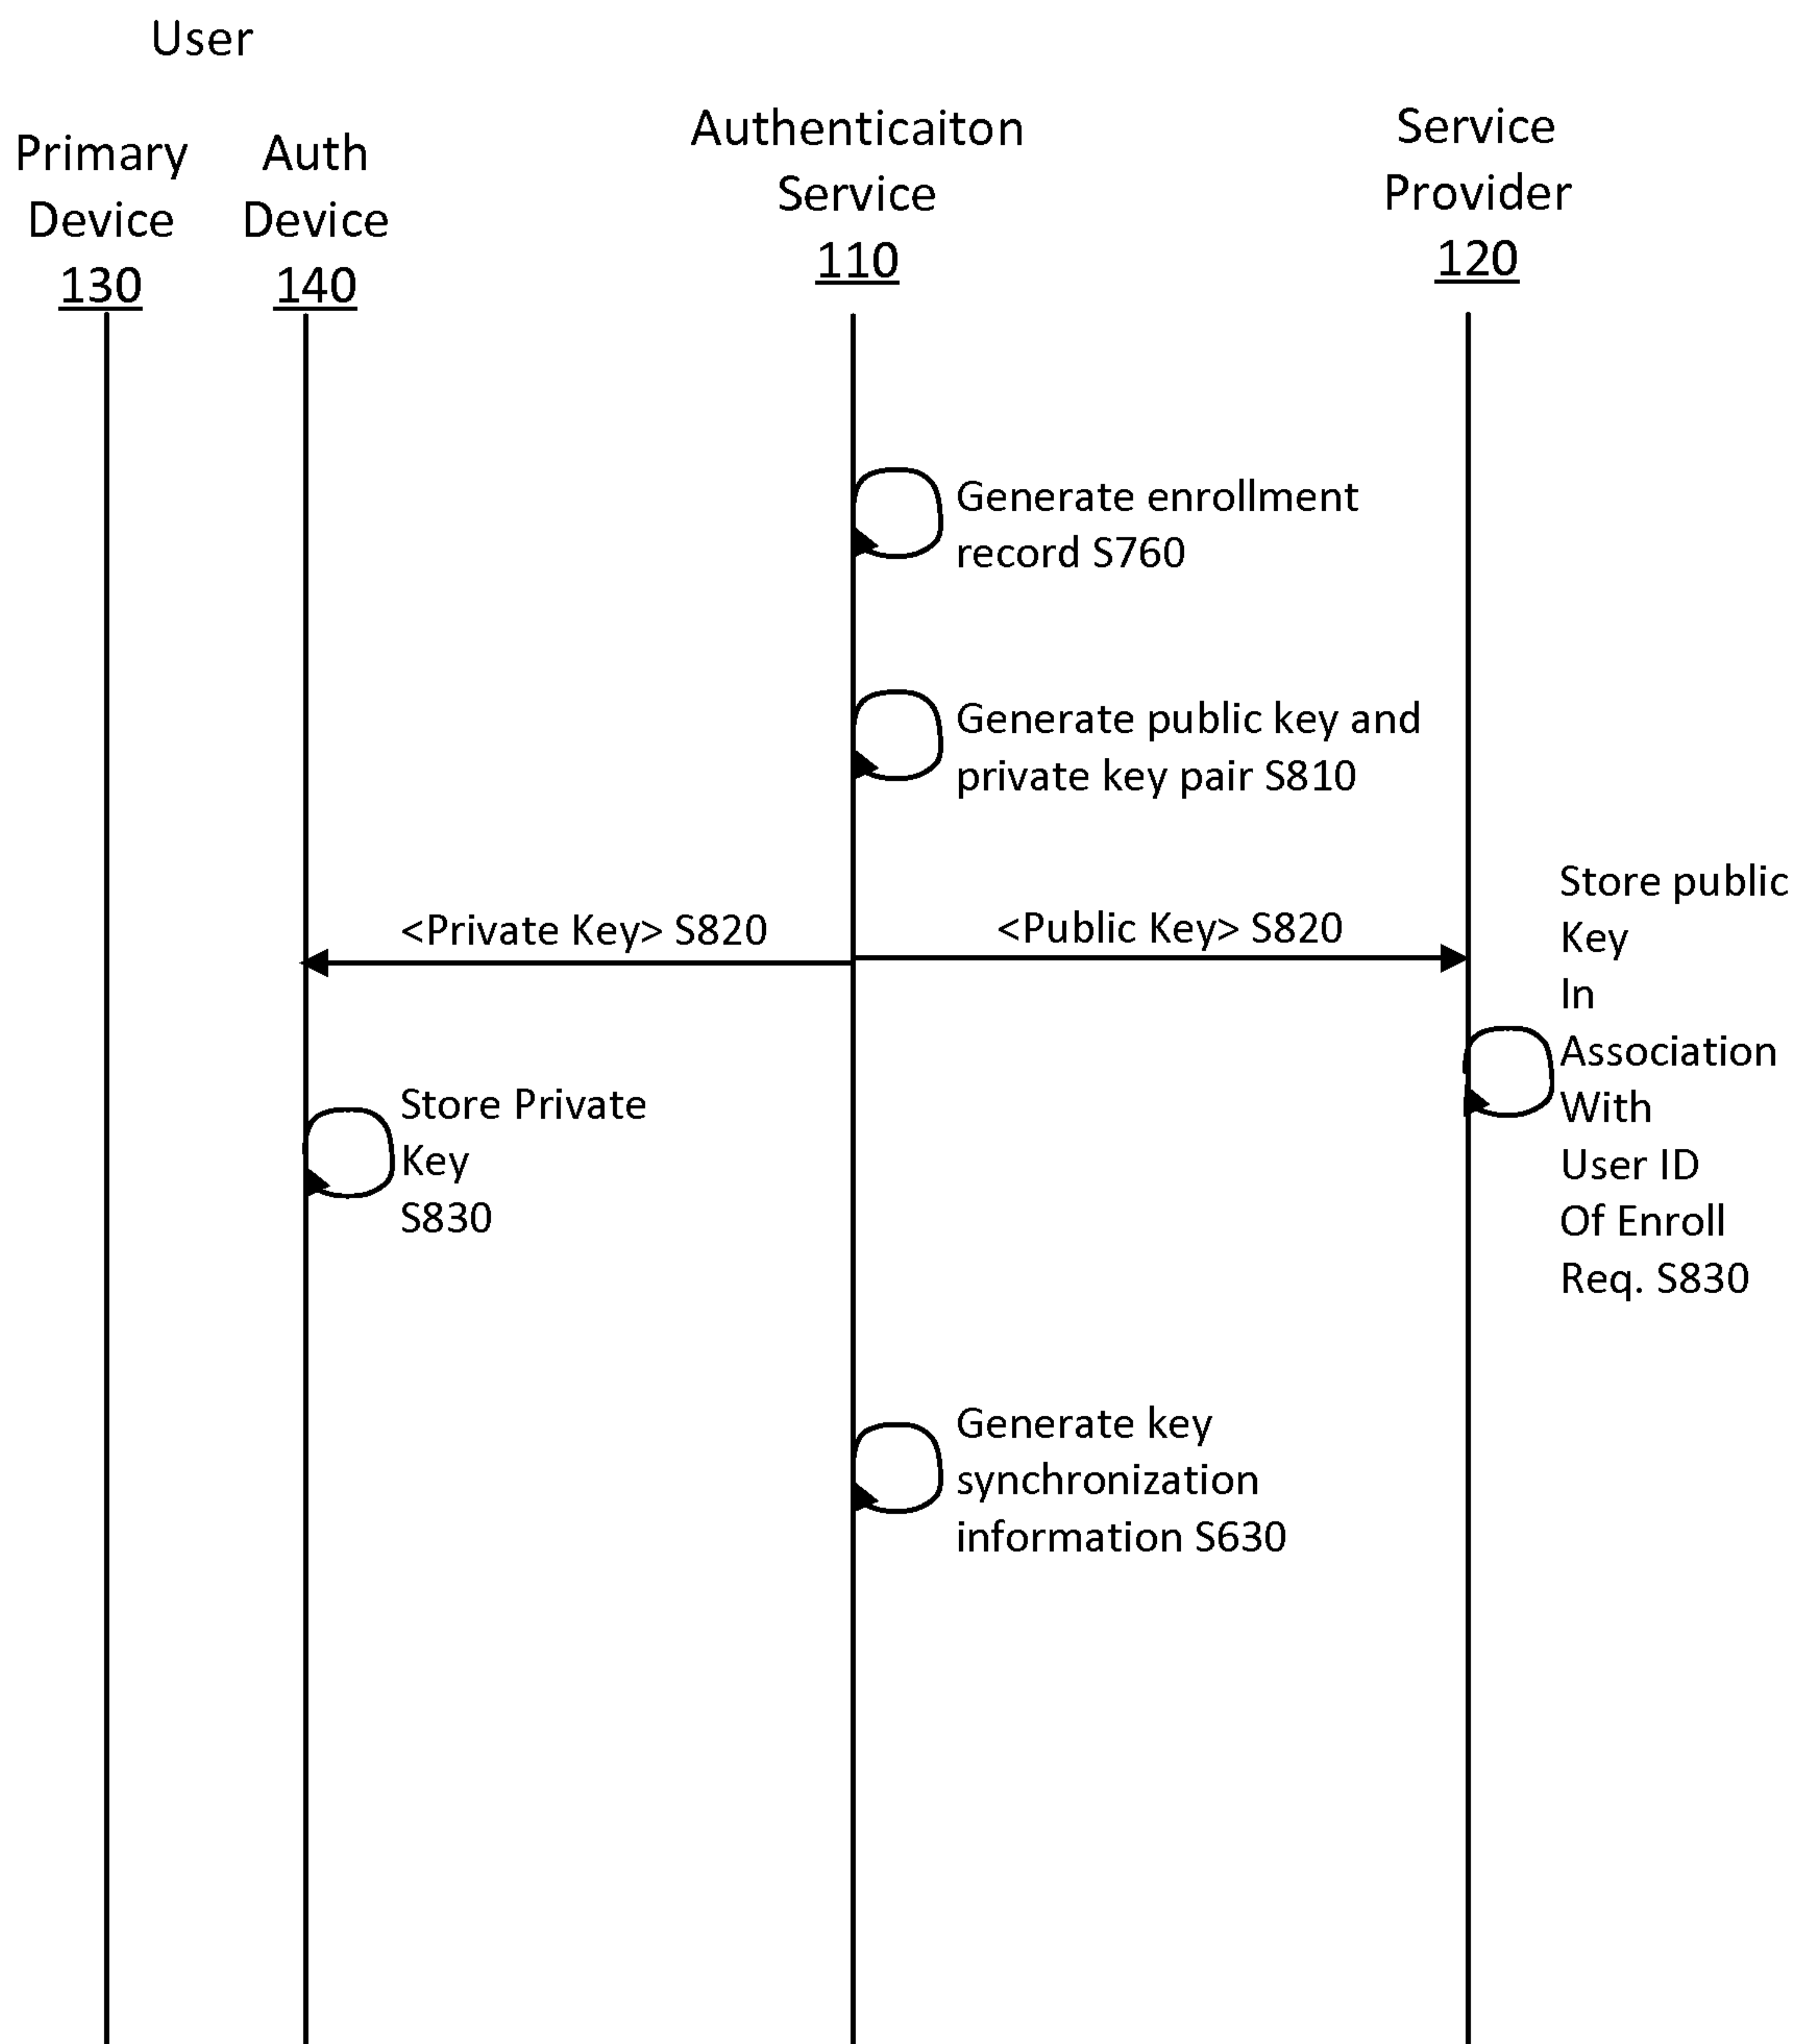 User
Primary
Device
130
Auth
Device
140
Authenticaiton
Service
110
Service
Provider
120
Generate enrollment
record S760
Generate public key and
private key pair S810
<Private Key> S820
<Public Key> S820
Store public
Key
In
Association
With
User ID
Of Enroll
Req. S830
Store Private
Key
S830
Generate key
synchronization
information S630